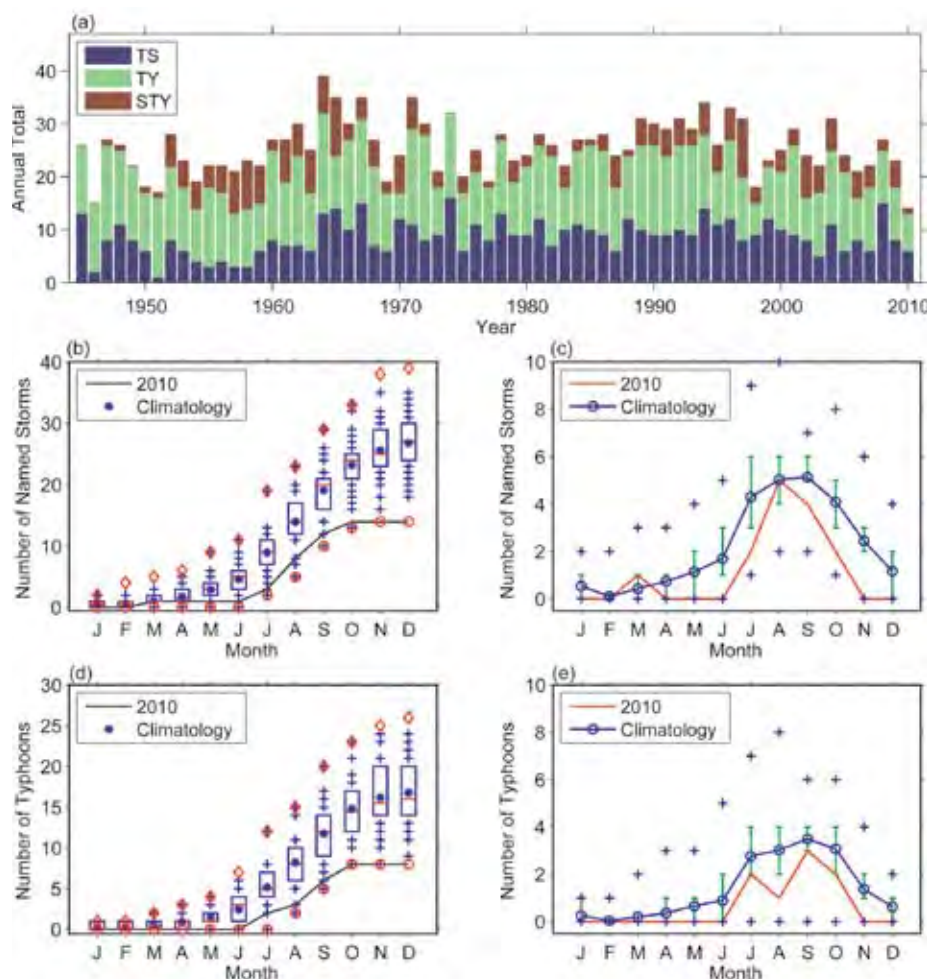 (a)
TS
TY
STY
40
30
20
10
0
Annual Total
1950 1960 1970 1980 1990 2000 2010
Year
(b)
2010
Climatology
40
30
20
10
0
Number of Named Storms
J F M A M J J A S O N D
Month
(c)
2010
Climatology
10
8
6
4
2
0
Number of Named Storms
J F M A M J J A S O N D
Month
(d)
2010
Climatology
30
25
20
15
10
5
0
Number of Typhoons
J F M A M J J A S O N D
Month
(e)
2010
Climatology
10
8
6
4
2
0
Number of Typhoons
J F M A M J J A S O N D
Month